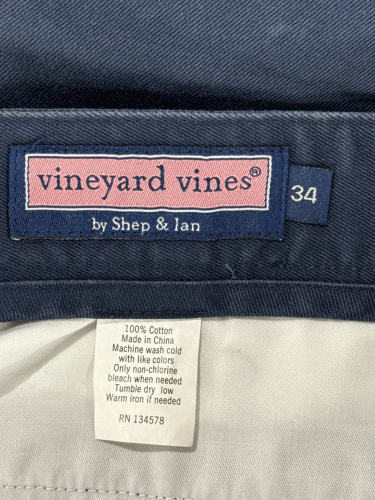 vineyard vines®
by Shep & Ian
34
100% Cotton
Made in China
Machine wash cold
with like colors
Only non-chlorine
bleach when needed
Tumble dry low
Warm iron if needed
RN 134578